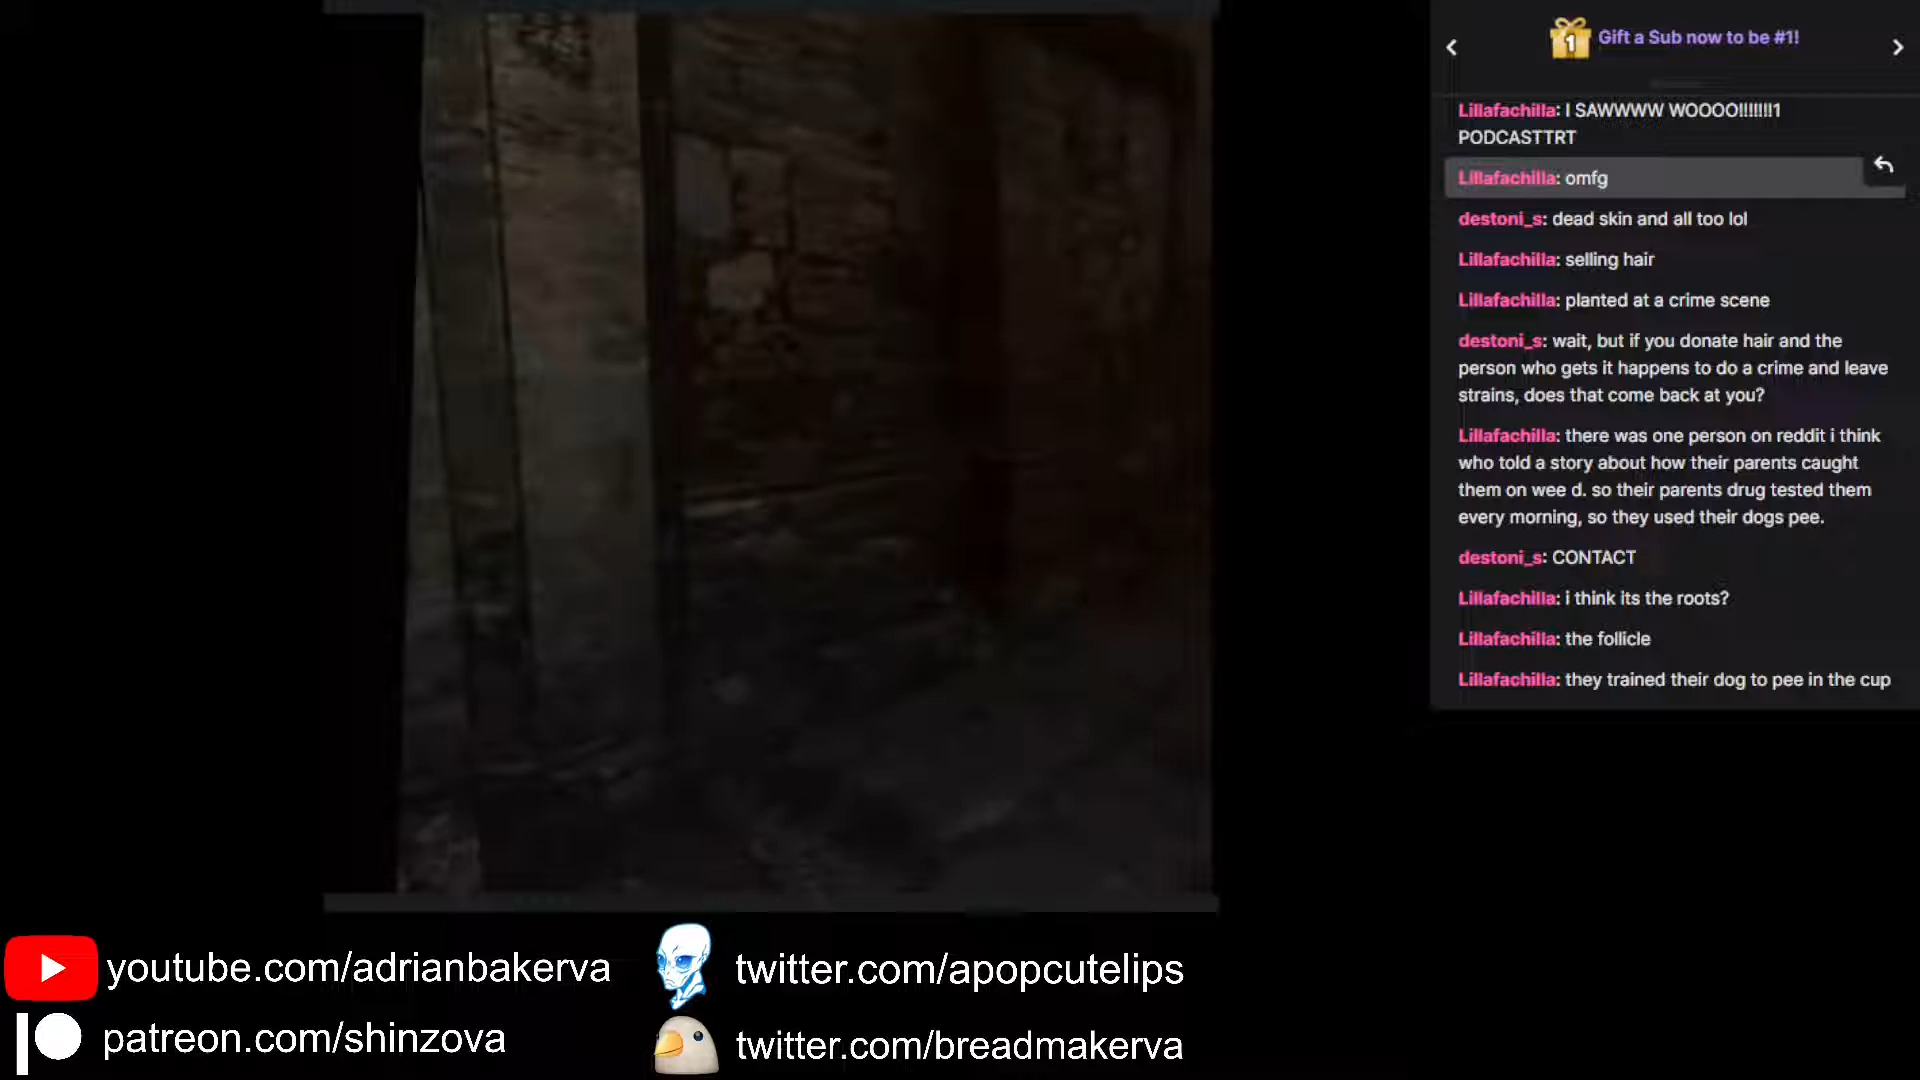 1 Gift a Sub now to be #1!
Lillafachilla: I SAWWWW WOOOO!!!!!!!1
PODCASTTRT
Lillafachilla: omfg
destoni_s: dead skin and all too lol
Lillafachilla: selling hair
Lillafachilla: planted at a crime scene
destoni_s: wait, but if you donate hair and the
person who gets it happens to do a crime and leave
strains, does that come back at you?
Lillafachilla: there was one person on reddit i think
who told a story about how their parents caught
them on wee d. so their parents drug tested them
every morning, so they used their dogs pee.
destoni_s: CONTACT
Lillafachilla: i think its the roots?
Lillafachilla: the follicle
Lillafachilla: they trained their dog to pee in the cup
youtube.com/adrianbakerva
twitter.com/apopcutelips
patreon.com/shinzova
twitter.com/breadmakerva